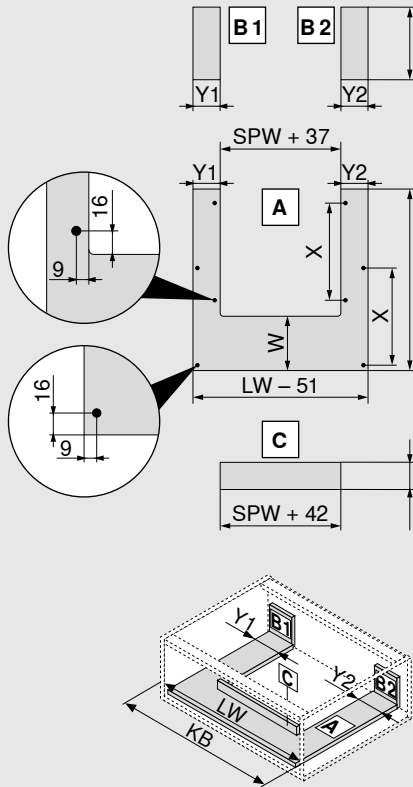 B1
B2
Y1
Y2
SPW + 37
Y1
Y2
A
16
9
X
X
W
16
9
LW – 51
C
SPW + 42
Y1
B1
Y2
B2
C
A
LW
KB